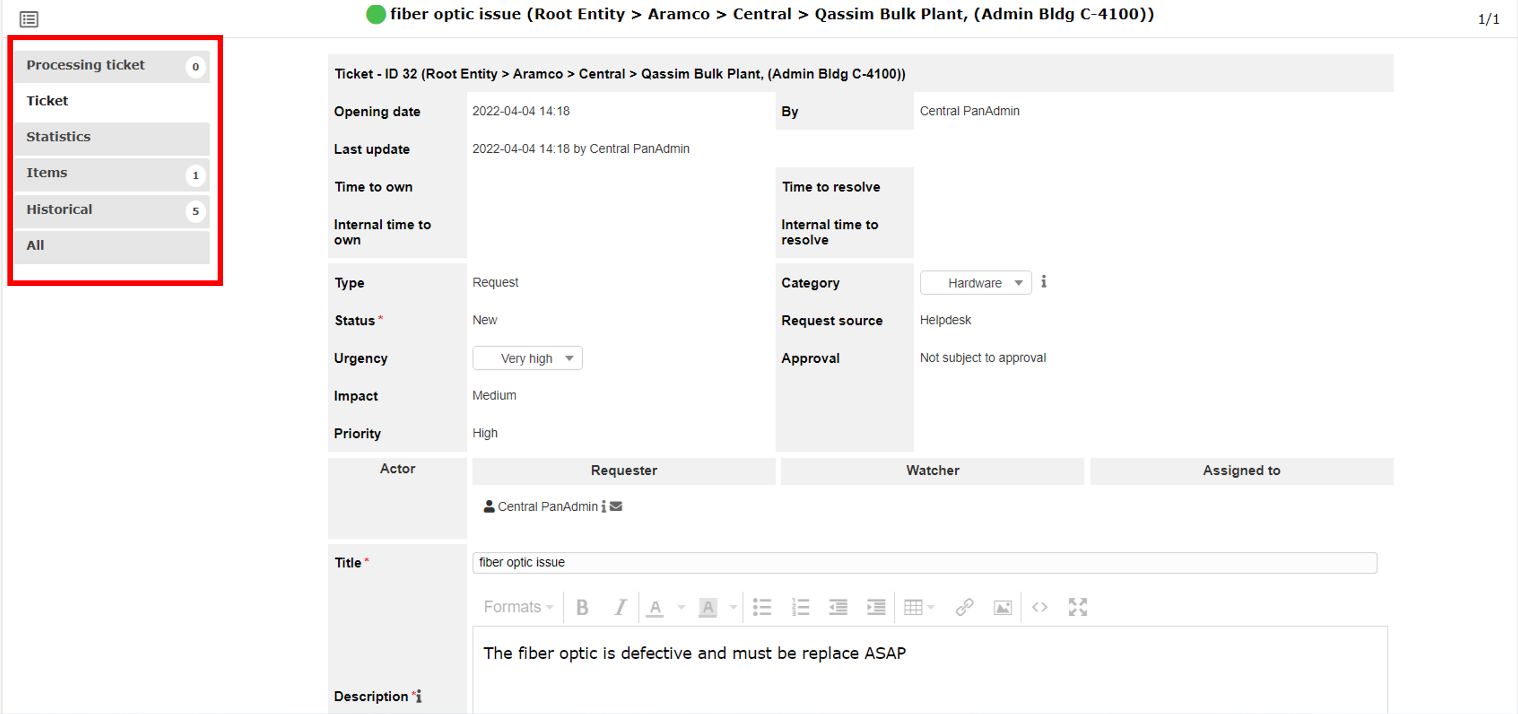 fiber optic issue (Root Entity > Aramco > Central > Qassim Bulk Plant, (Admin Bldg C-4100))
1/1
Processing ticket 0
Ticket
Statistics
Items 1
Historical 5
All
Ticket - ID 32 (Root Entity > Aramco > Central > Qassim Bulk Plant, (Admin Bldg C-4100))
Opening date 2022-04-04 14:18 By Central PanAdmin
Last update 2022-04-04 14:18 by Central PanAdmin
Time to own Time to resolve
Internal time to Internal time to
own resolve
Type Request Category Hardware
Status * New Request source Helpdesk
Urgency Very high Approval Not subject to approval
Impact Medium
Priority High
Actor Requester Watcher Assigned to
Central PanAdmin
Title * fiber optic issue
Formats B I A A
The fiber optic is defective and must be replace ASAP
Description *